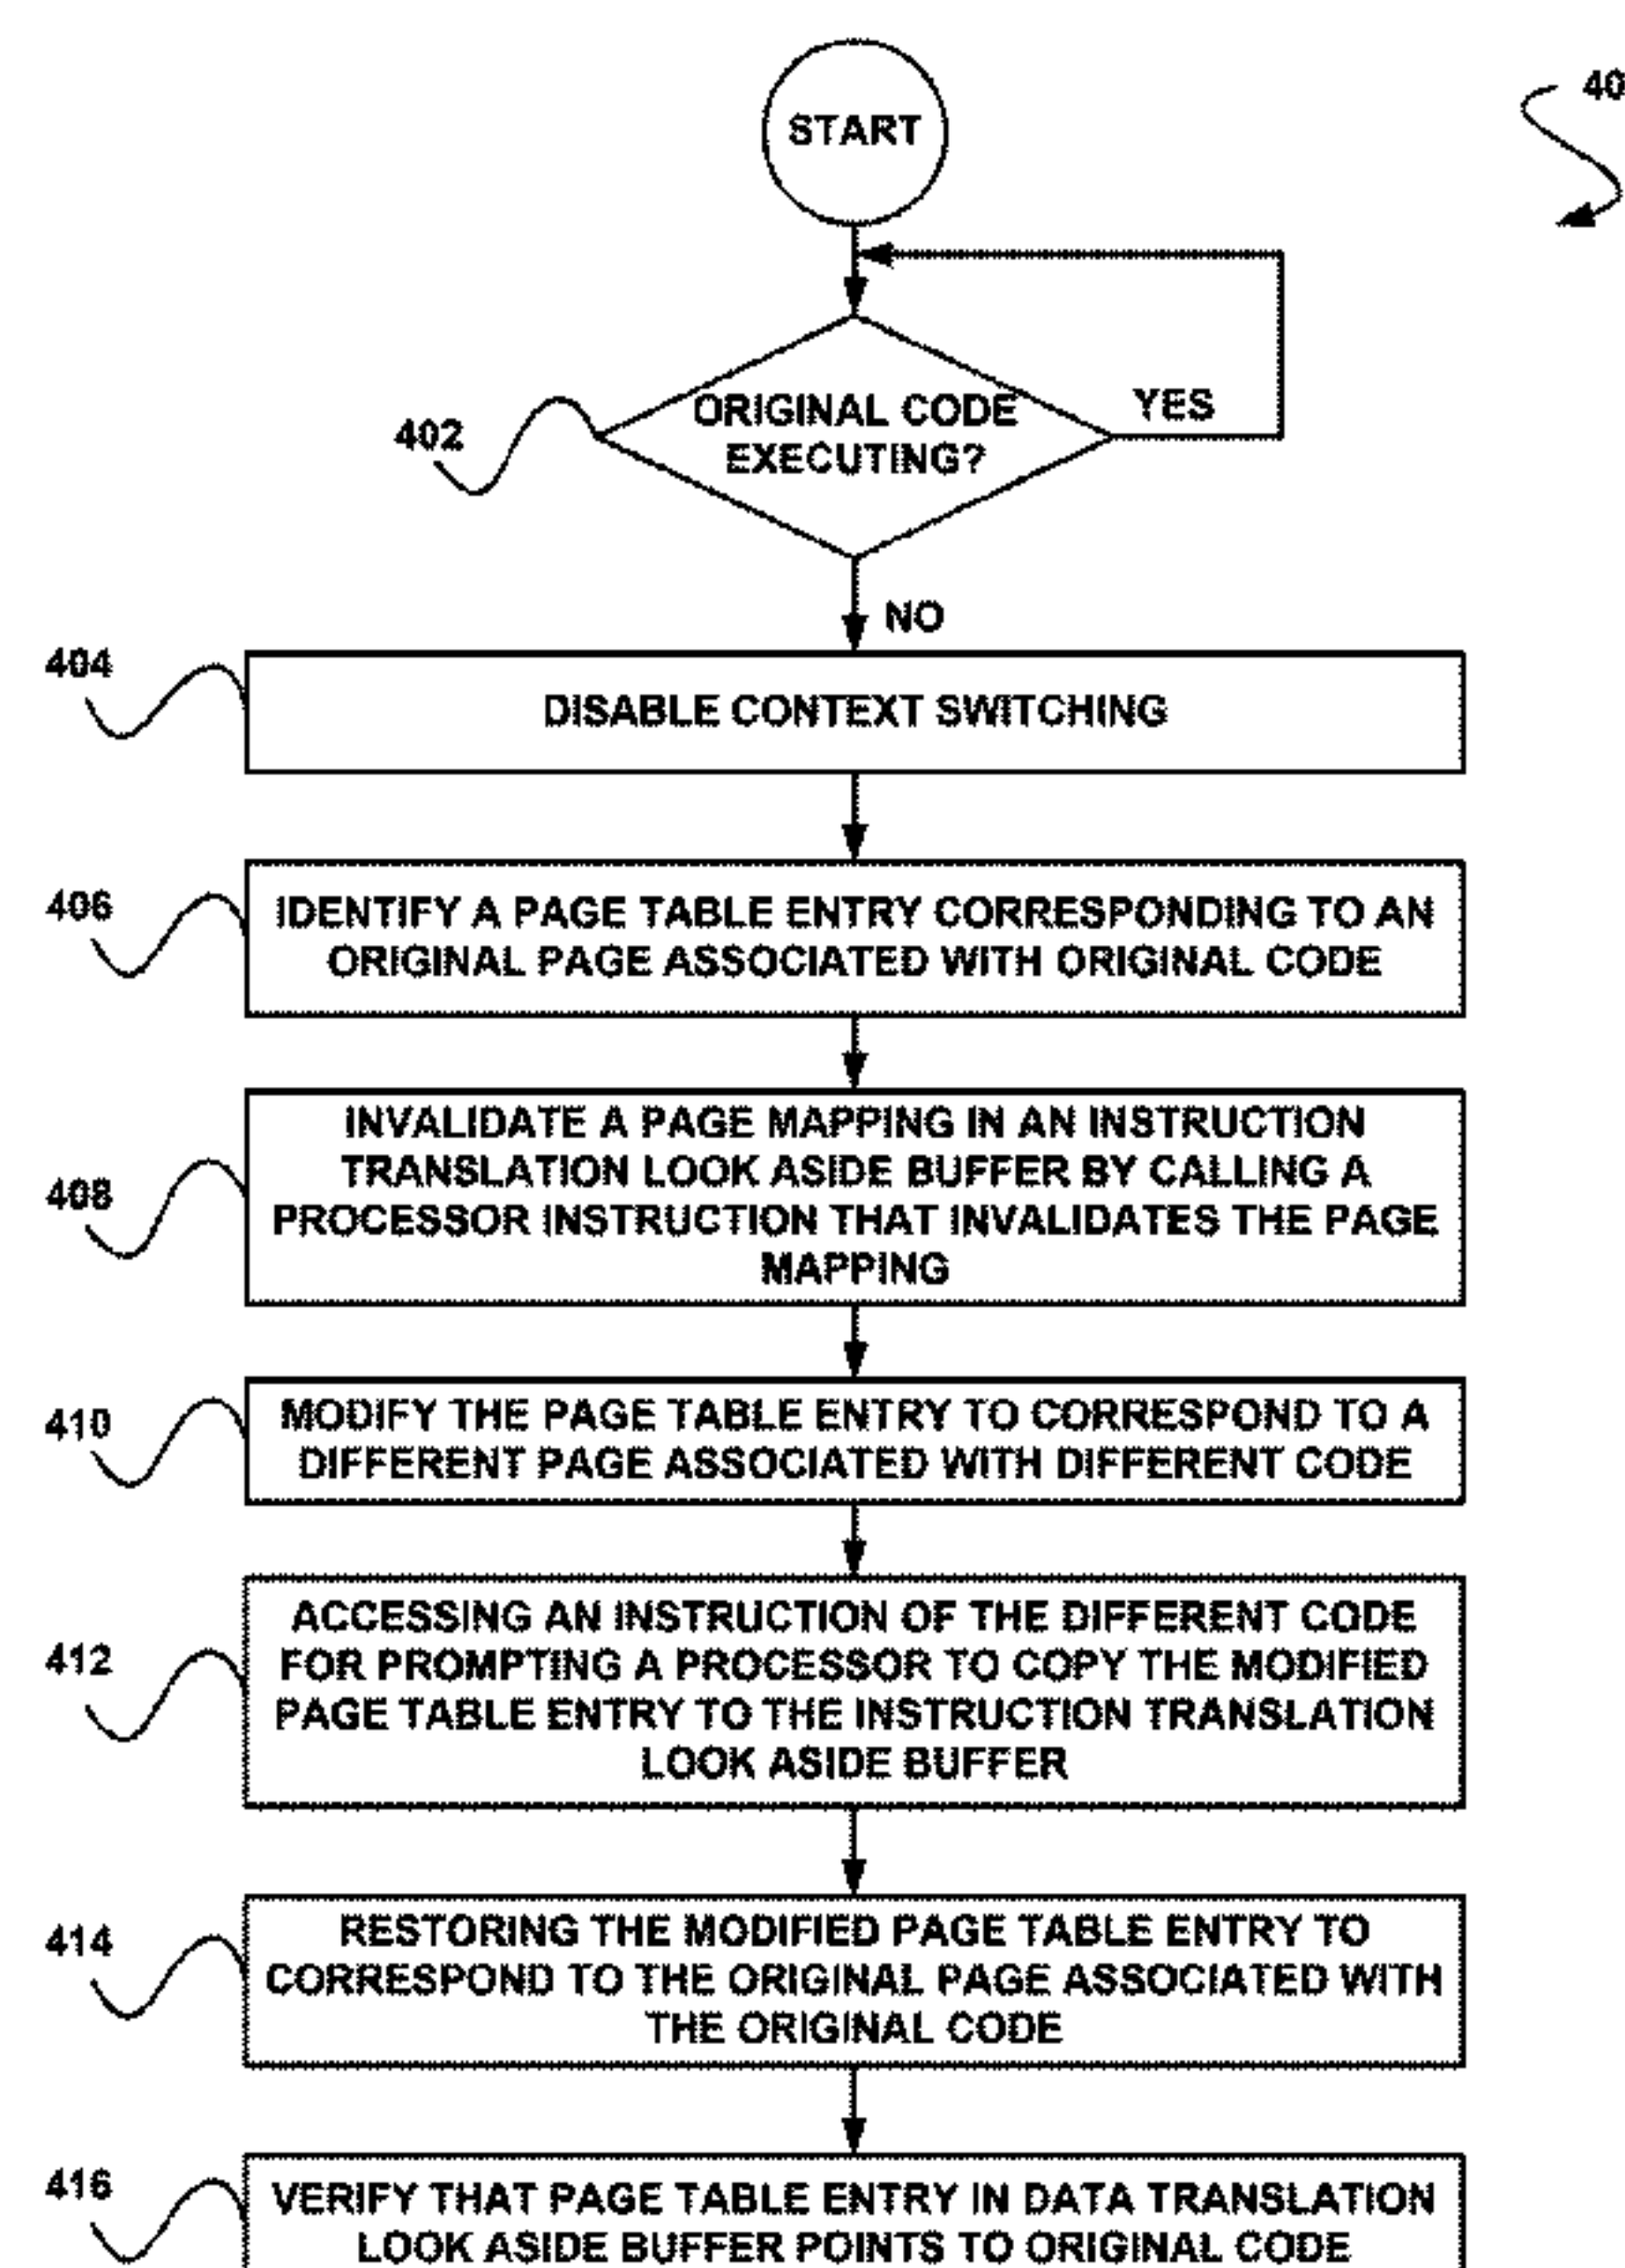 START
40
ORIGINAL CODE
EXECUTING?
YES
402
NO
404
DISABLE CONTEXT SWITCHING
406
IDENTIFY A PAGE TABLE ENTRY CORRESPONDING TO AN
ORIGINAL PAGE ASSOCIATED WITH ORIGINAL CODE
408
INVALIDATE A PAGE MAPPING IN AN INSTRUCTION
TRANSLATION LOOK ASIDE BUFFER BY CALLING A
PROCESSOR INSTRUCTION THAT INVALIDATES THE PAGE
MAPPING
410
MODIFY THE PAGE TABLE ENTRY TO CORRESPOND TO A
DIFFERENT PAGE ASSOCIATED WITH DIFFERENT CODE
412
ACCESSING AN INSTRUCTION OF THE DIFFERENT CODE
FOR PROMPTING A PROCESSOR TO COPY THE MODIFIED
PAGE TABLE ENTRY TO THE INSTRUCTION TRANSLATION
LOOK ASIDE BUFFER
414
RESTORING THE MODIFIED PAGE TABLE ENTRY TO
CORRESPOND TO THE ORIGINAL PAGE ASSOCIATED WITH
THE ORIGINAL CODE
416
VERIFY THAT PAGE TABLE ENTRY IN DATA TRANSLATION
LOOK ASIDE BUFFER POINTS TO ORIGINAL CODE